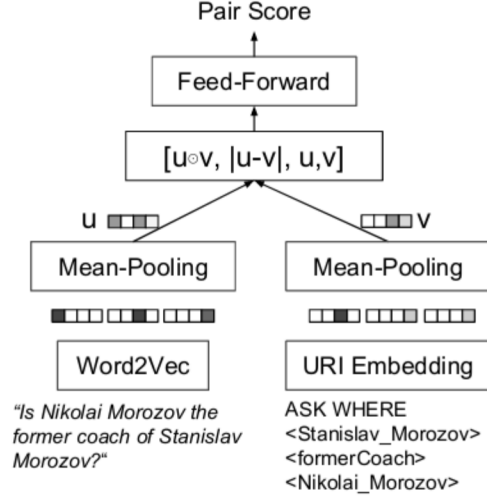 Pair Score
Feed-Forward
[u⊙v, |u-v|, u,v]
u
v
Mean-Pooling
Mean-Pooling
Word2Vec
URI Embedding
"Is Nikolai Morozov the
former coach of Stanislav
Morozov?"
ASK WHERE
<Stanislav_Morozov>
<formerCoach>
<Nikolai_Morozov>